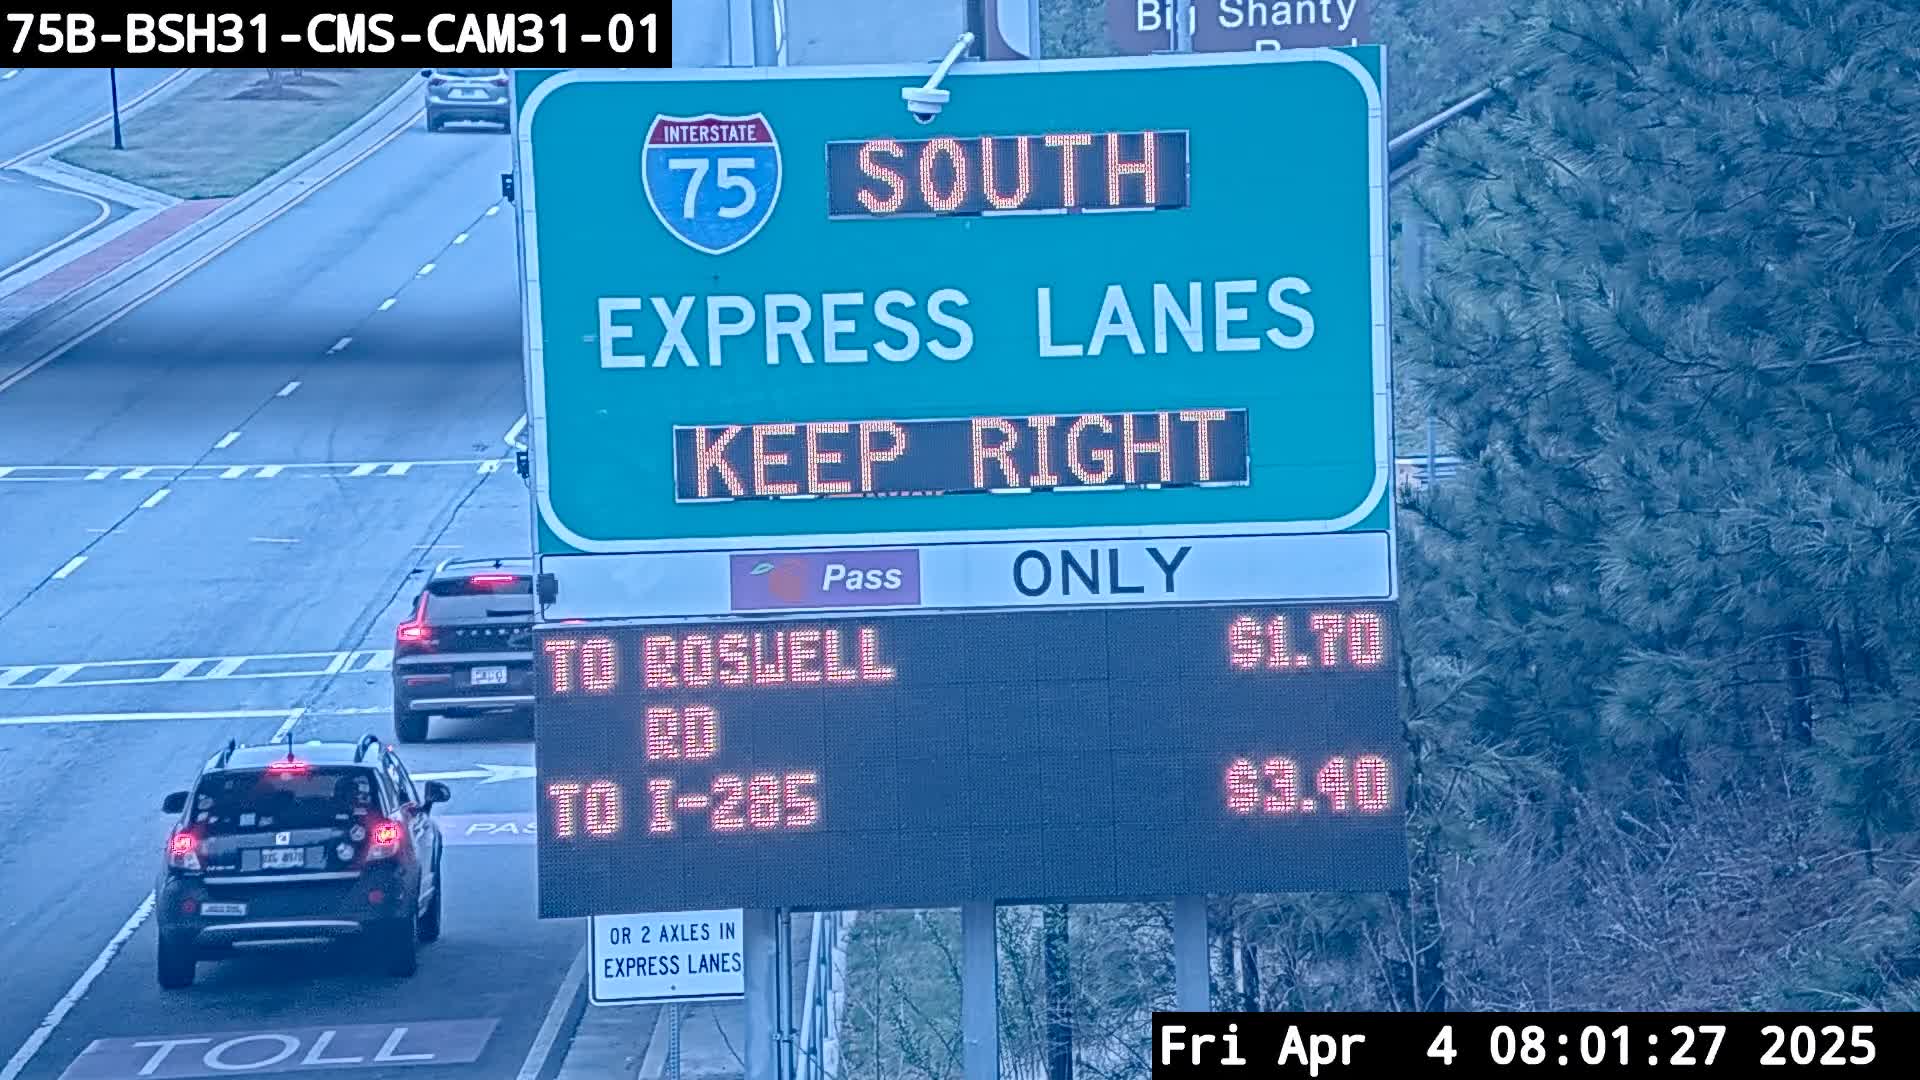 75B-BSH31-CMS-CAM31-01
Big Shanty
INTERSTATE
75
SOUTH
EXPRESS LANES
KEEP RIGHT
Pass ONLY
TO ROSWELL $1.70
RD
TO I-285 $3.40
OR 2 AXLES IN
EXPRESS LANES
TOLL
Fri Apr 4 08:01:27 2025